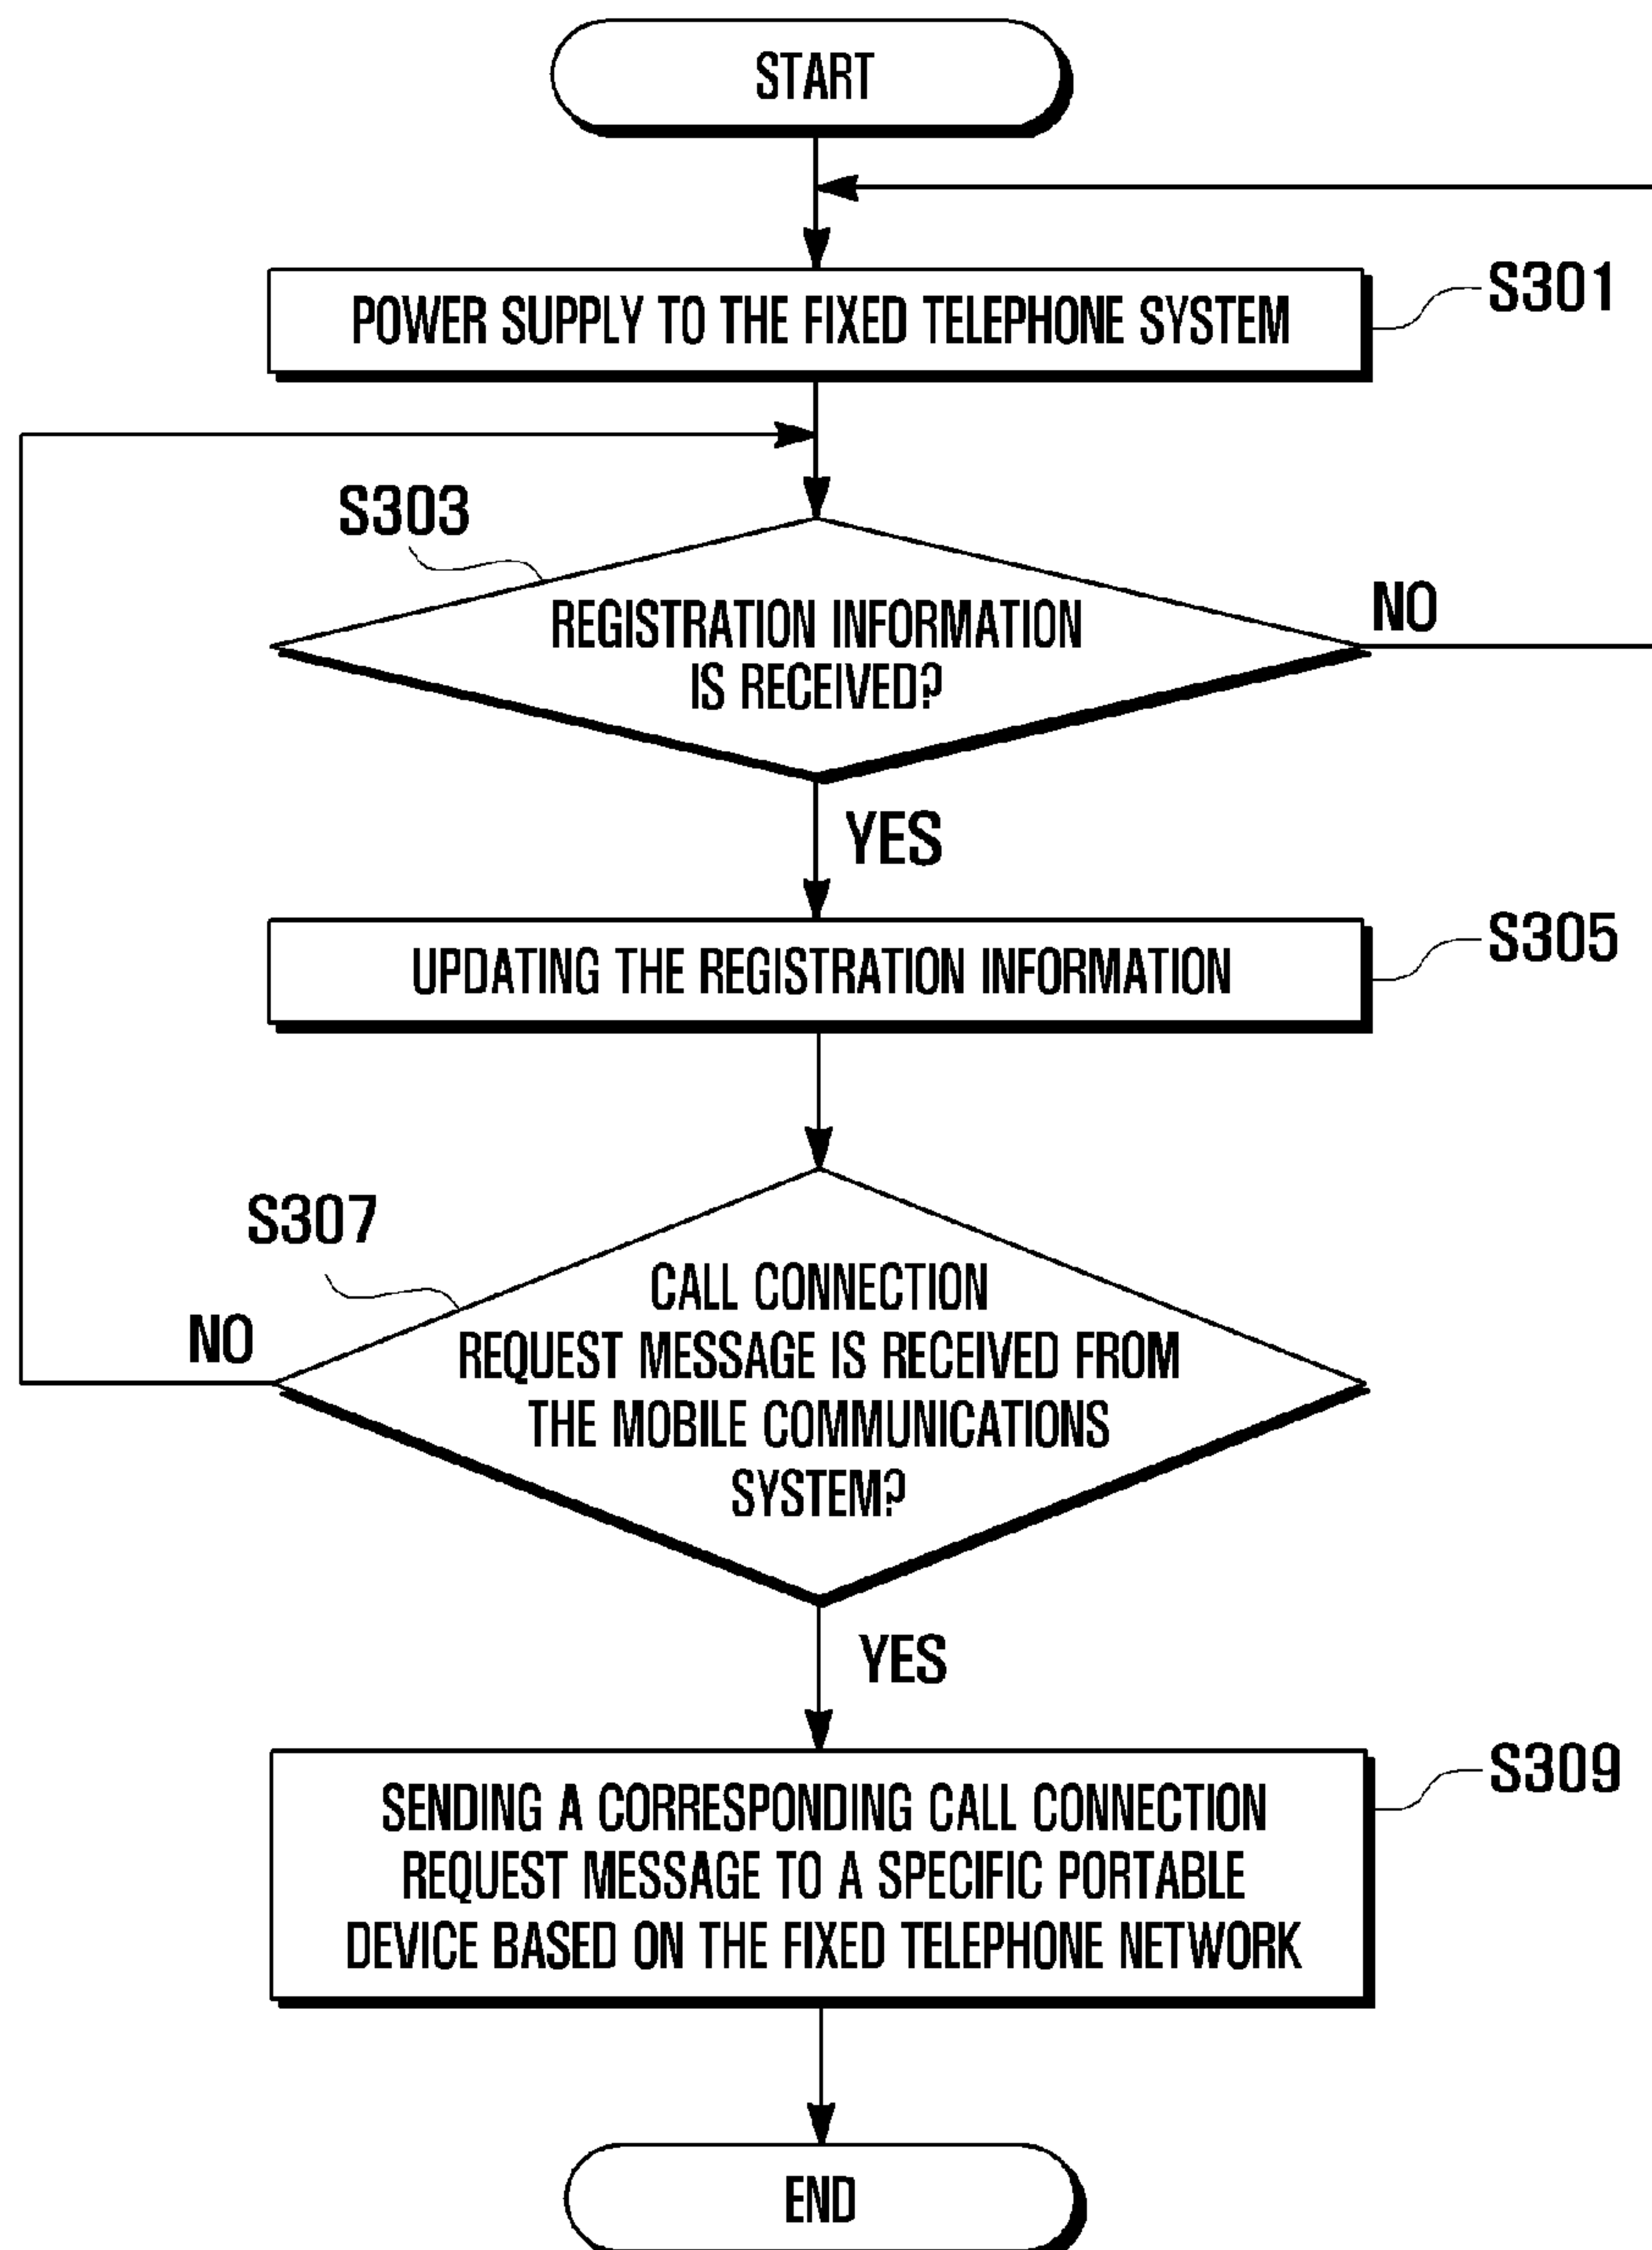 START
POWER SUPPLY TO THE FIXED TELEPHONE SYSTEM
S301
S303
REGISTRATION INFORMATION
IS RECEIVED?
NO
YES
UPDATING THE REGISTRATION INFORMATION
S305
S307
CALL CONNECTION
REQUEST MESSAGE IS RECEIVED FROM
THE MOBILE COMMUNICATIONS
SYSTEM?
NO
YES
SENDING A CORRESPONDING CALL CONNECTION
REQUEST MESSAGE TO A SPECIFIC PORTABLE
DEVICE BASED ON THE FIXED TELEPHONE NETWORK
S309
END